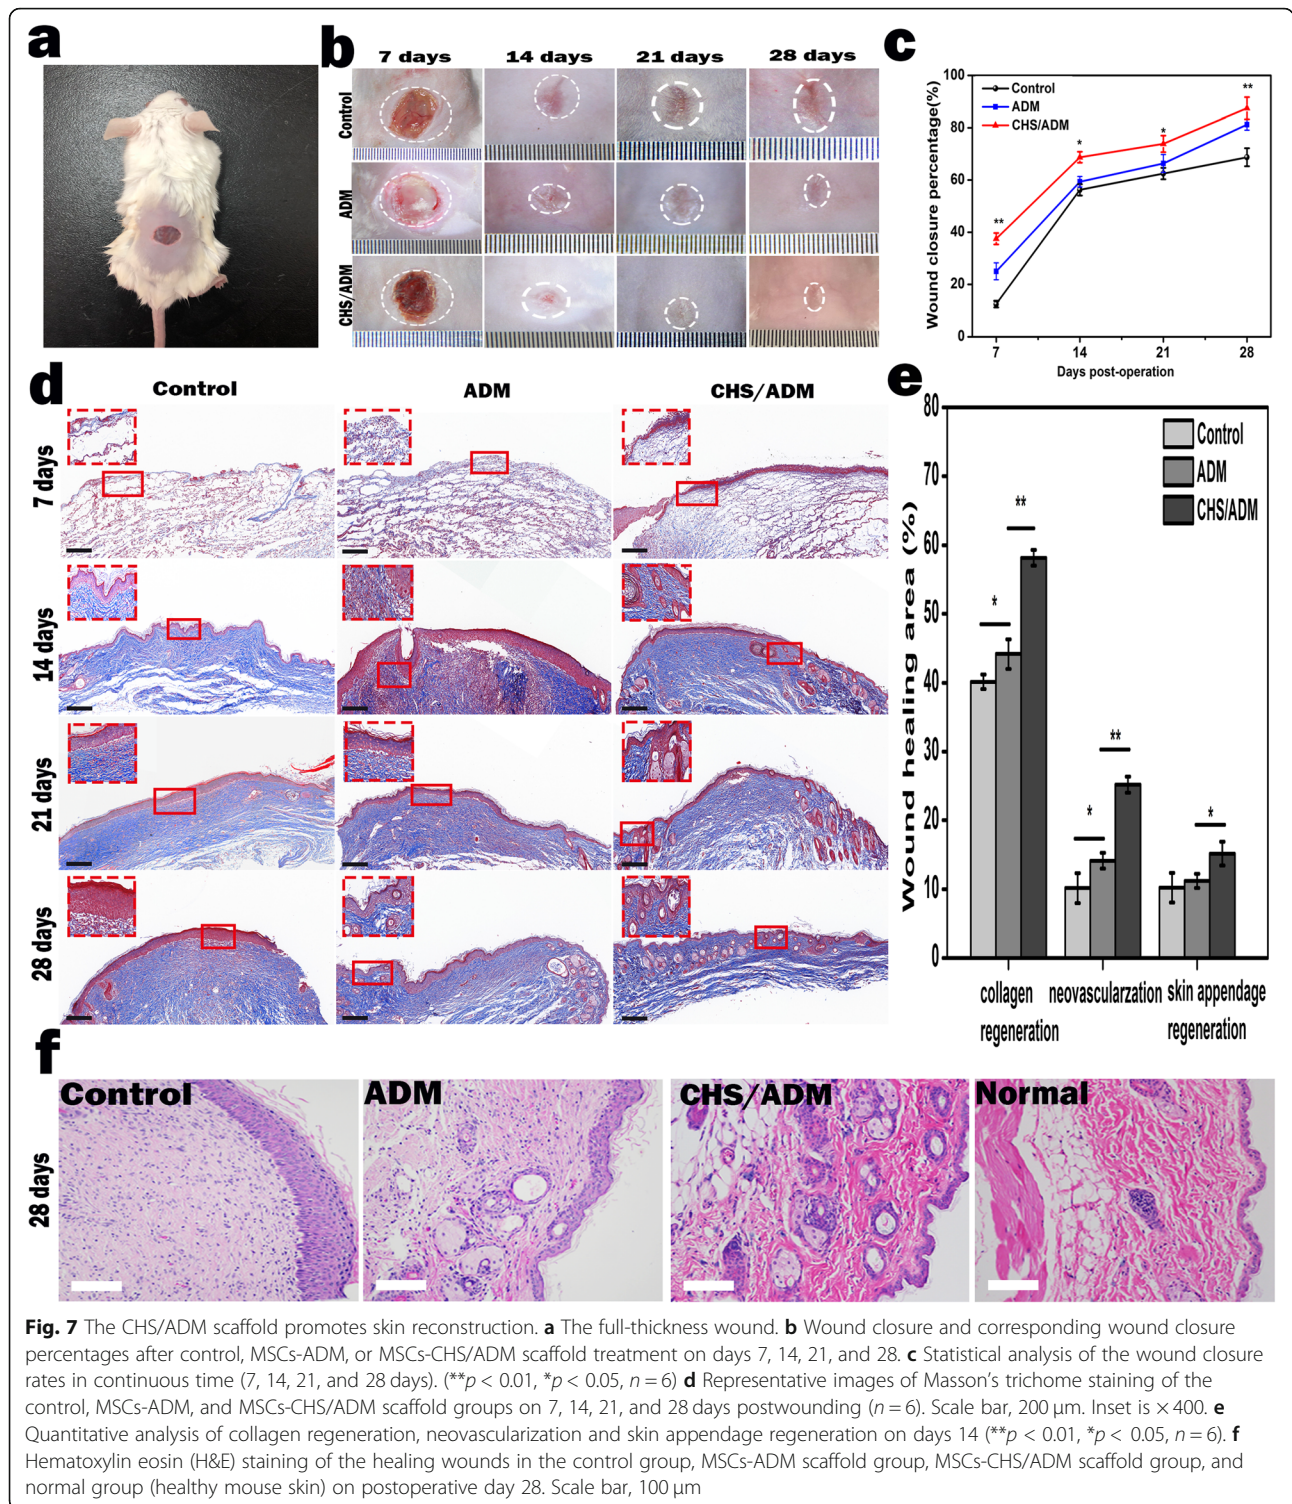 a
b
7 days 14 days 21 days 28 days
Control
ADM
CHS/ADM
c
Wound closure percentage(%)
100
80
60
40
20
0
Control
ADM
CHS/ADM
**
*
*
**
7 14 21 28
Days post-operation
d
Control ADM CHS/ADM
7 days
14 days
21 days
28 days
e
Wound healing area (%)
80
70
60
50
40
30
20
10
0
Control
ADM
CHS/ADM
*
**
*
**
*
collagen
regeneration
neovascularzation
skin appendage
regeneration
f
28 days
Control ADM CHS/ADM Normal
Fig. 7 The CHS/ADM scaffold promotes skin reconstruction. a The full-thickness wound. b Wound closure and corresponding wound closure
percentages after control, MSCs-ADM, or MSCs-CHS/ADM scaffold treatment on days 7, 14, 21, and 28. c Statistical analysis of the wound closure
rates in continuous time (7, 14, 21, and 28 days). (**p < 0.01, *p < 0.05, n = 6) d Representative images of Masson's trichome staining of the
control, MSCs-ADM, and MSCs-CHS/ADM scaffold groups on 7, 14, 21, and 28 days postwounding (n = 6). Scale bar, 200 μm. Inset is × 400. e
Quantitative analysis of collagen regeneration, neovascularization and skin appendage regeneration on days 14 (**p < 0.01, *p < 0.05, n = 6). f
Hematoxylin eosin (H&E) staining of the healing wounds in the control group, MSCs-ADM scaffold group, MSCs-CHS/ADM scaffold group, and
normal group (healthy mouse skin) on postoperative day 28. Scale bar, 100 μm